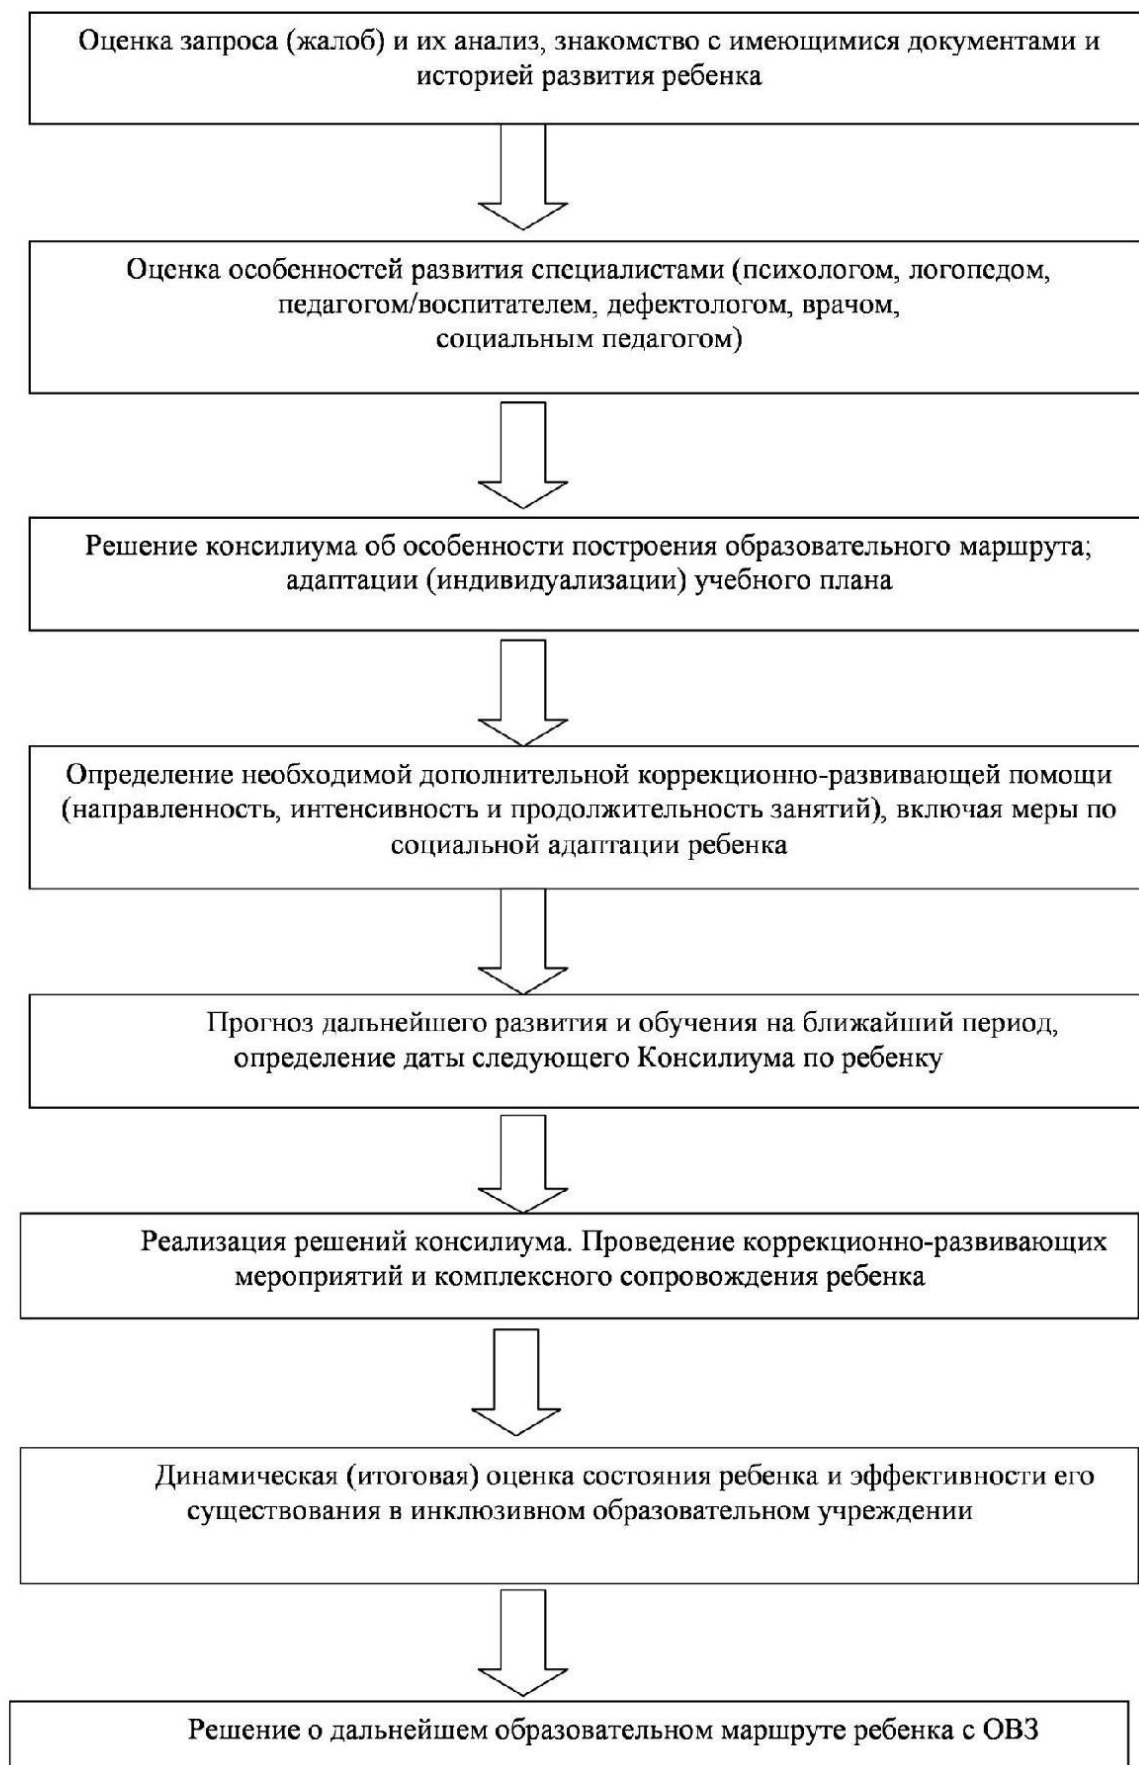 Оценка запроса (жалоб) и их анализ, знакомство с имеющимися документами и
историей развития ребенка
Оценка особенностей развития специалистами (психологом, логопедом,
педагогом/воспитателем, дефектологом, врачом,
социальным педагогом)
Решение консилиума об особенности построения образовательного маршрута;
адаптации (индивидуализации) учебного плана
Определение необходимой дополнительной коррекционно-развивающей помощи
(направленность, интенсивность и продолжительность занятий), включая меры по
социальной адаптации ребенка
Прогноз дальнейшего развития и обучения на ближайший период,
определение даты следующего Консилиума по ребенку
Реализация решений консилиума. Проведение коррекционно-развивающих
мероприятий и комплексного сопровождения ребенка
Динамическая (итоговая) оценка состояния ребенка и эффективности его
существования в инклюзивном образовательном учреждении
Решение о дальнейшем образовательном маршруте ребенка с ОВЗ